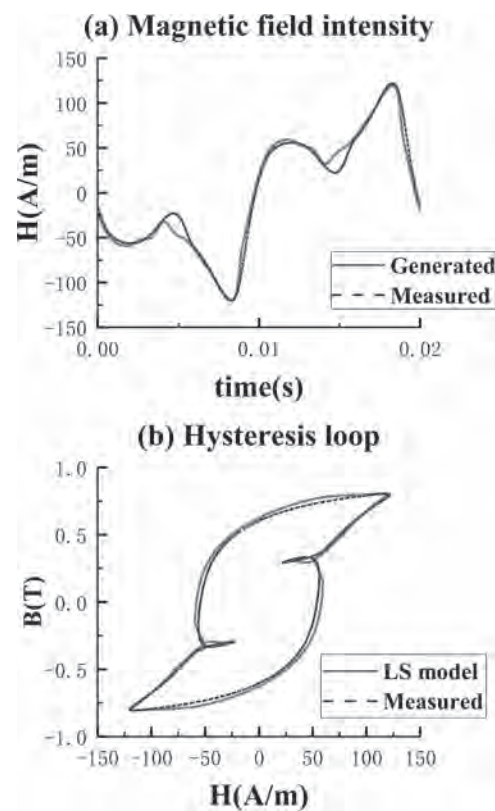 (a) Magnetic field intensity
150
100
50
0
-50
-100
-150
H(A/m)
Generated
Measured
0.00 0.01 0.02
time(s)
(b) Hysteresis loop
1.0
0.5
0.0
-0.5
-1.0
B(T)
LS model
Measured
-150 -100 -50 0 50 100 150
H(A/m)